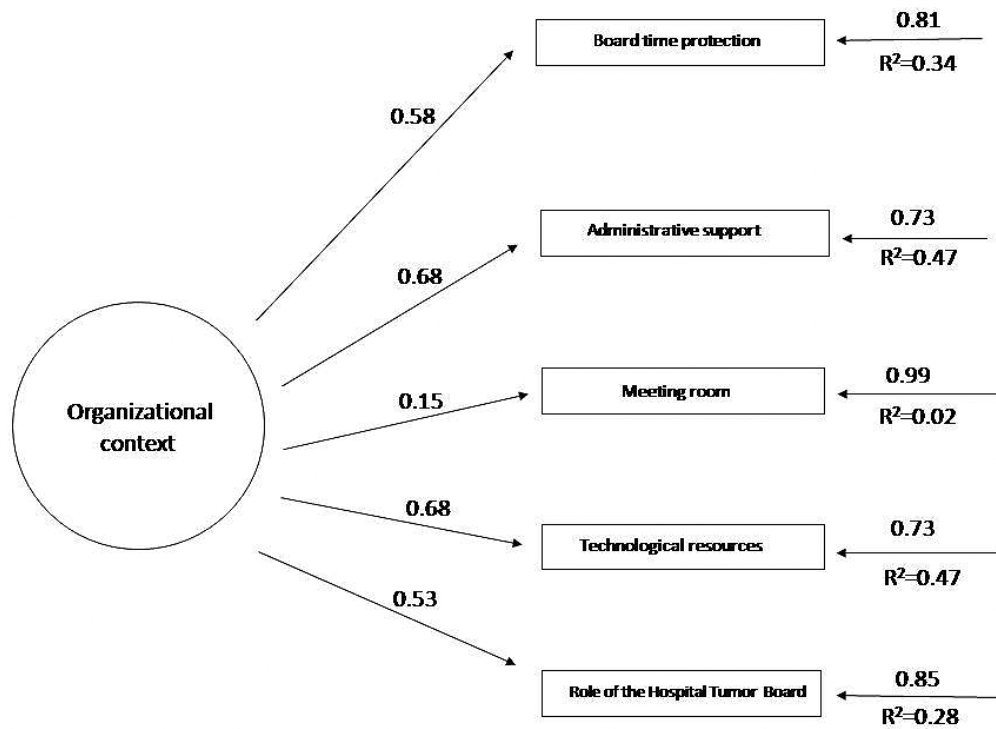 0.81
Board time protection
R²=0.34
0.58
0.73
Administrative support
R²=0.47
0.68
0.99
Meeting room
R²=0.02
0.15
Organizational
context
0.68
0.73
Technological resources
R²=0.47
0.53
0.85
Role of the Hospital Tumor Board
R²=0.28